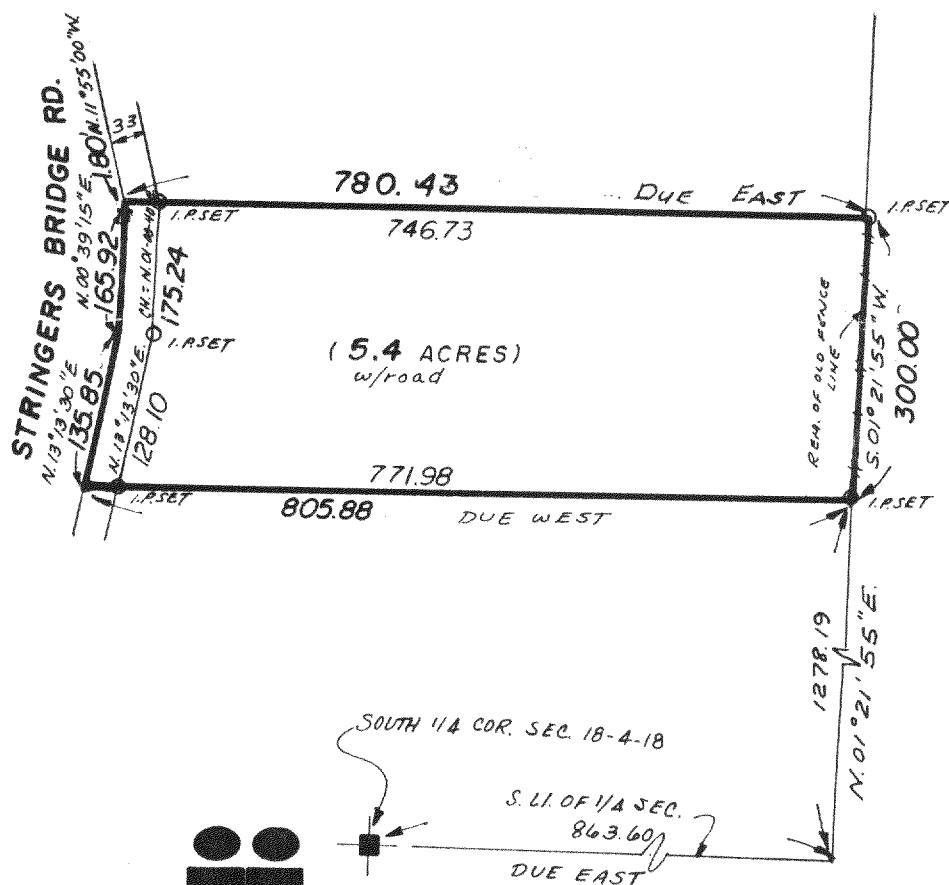 STRINGERS BRIDGE RD.
1.80' N.11°55'00"W.
33
N.00°39'15"E.
165.92
N.13°13'30"E
135.85
780.43 DUE EAST
746.73
I.P.SET
I.P.SET
CH.=N.01
175.24
I.P.SET
N.13°13'30"E.
128.10
(5.4 ACRES)
w/road
REM. OF OLD FENCE
LINE
S.01°21'55"W.
300.00
771.98
I.P.SET
805.88 DUE WEST
I.P.SET
1278.19
N.01°21'55"E.
SOUTH 1/4 COR. SEC. 18-4-18
S. LI. OF 1/4 SEC.
863.60
DUE EAST